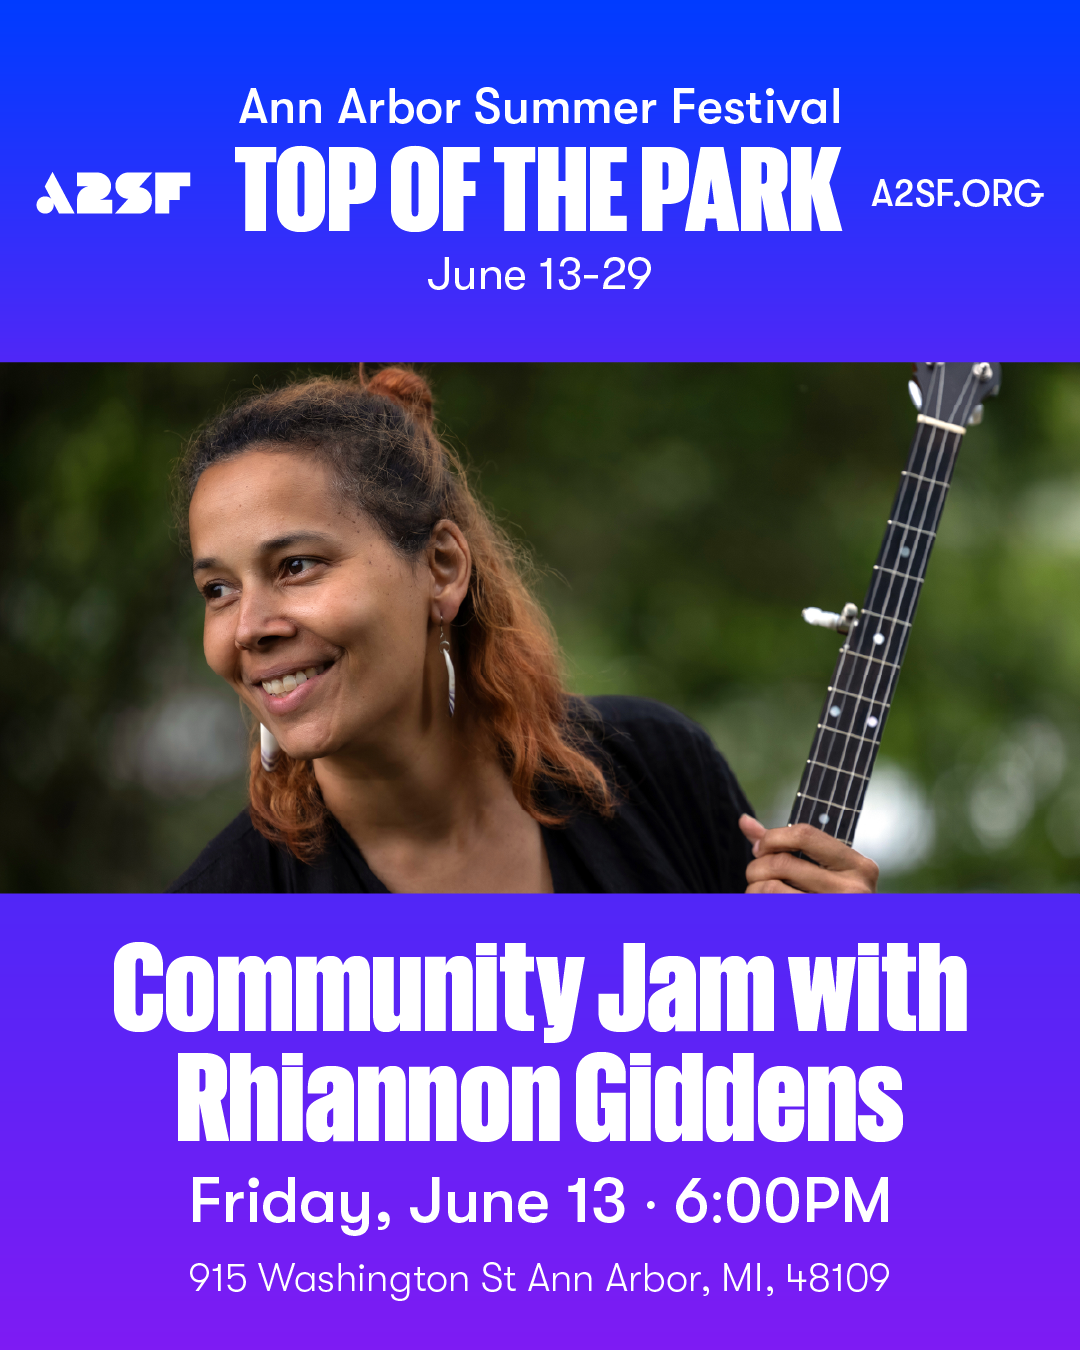 Ann Arbor Summer Festival
A2SF
TOP OF THE PARK
A2SF.ORG
June 13-29
Community Jam with
Rhiannon Giddens
Friday, June 13 · 6:00PM
915 Washington St Ann Arbor, MI, 48109